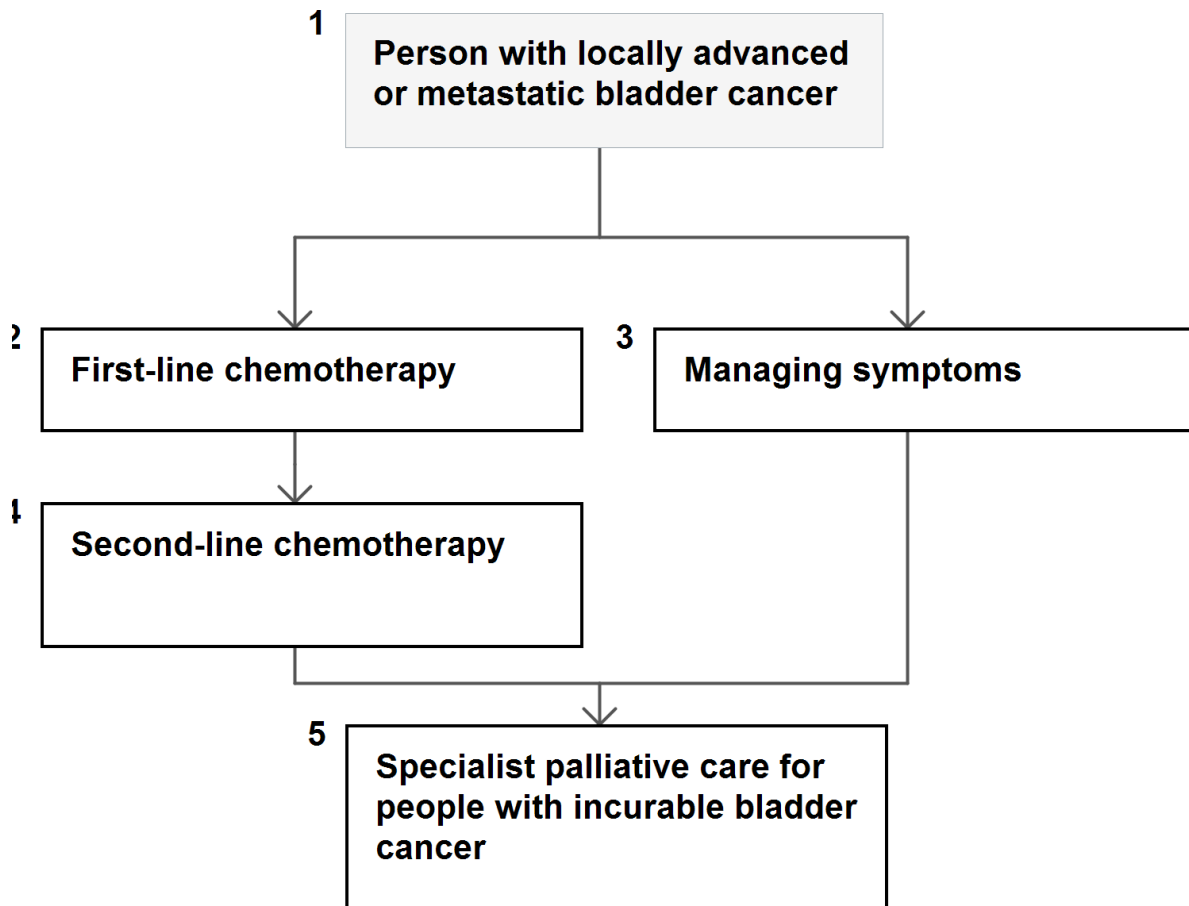 1
Person with locally advanced
or metastatic bladder cancer
2
First-line chemotherapy
3
Managing symptoms
4
Second-line chemotherapy
5
Specialist palliative care for
people with incurable bladder
cancer